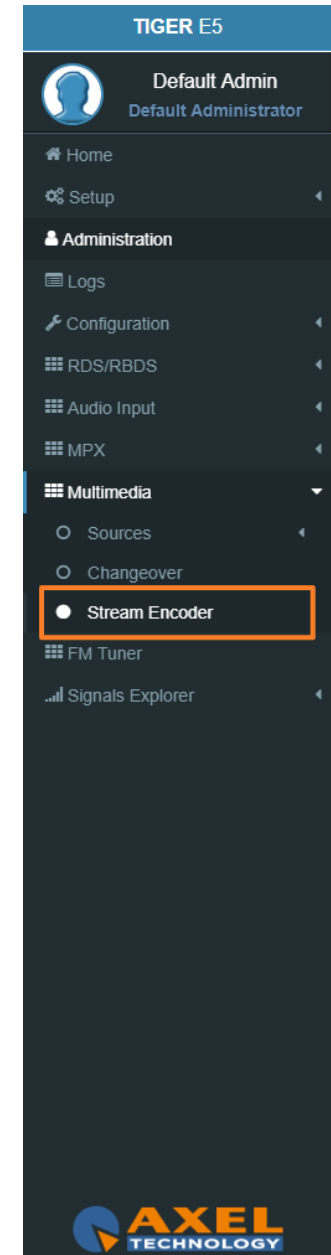 TIGER E5
Default Admin
Default Administrator
Home
Setup
Administration
Logs
Configuration
RDS/RBDS
Audio Input
MPX
Multimedia
Sources
Changeover
Stream Encoder
FM Tuner
Signals Explorer
AXEL
TECHNOLOGY